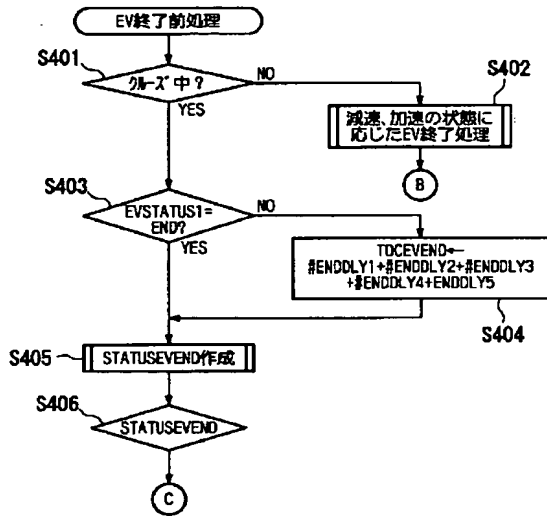 EV終了前処理
S401
クルーズ中?
NO
YES
S402
減速、加速の状態に
応じたEV終了処理
B
S403
EVSTATUS1=
END?
NO
YES
TDCEVEND←
#ENDDLY1+#ENDDLY2+#ENDDLY3
+#ENDDLY4+ENDDLY5
S404
S405
STATUSEVEND作成
S406
STATUSEVEND
C